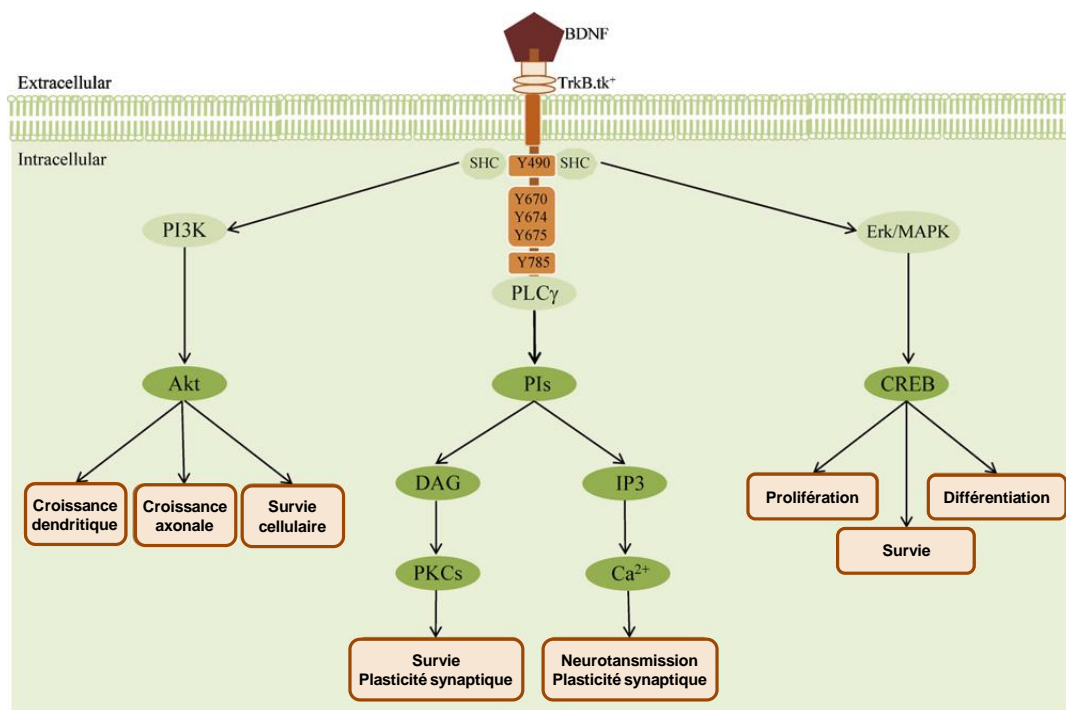 BDNF
Extracellular
TrkB.tk⁺
Intracellular
SHC
Y490
SHC
Y670
Y674
Y675
PI3K
Erk/MAPK
Y785
PLCγ
Akt
PIs
CREB
DAG
IP3
Croissance
dendritique
Croissance
axonale
Survie
cellulaire
Prolifération
Différentiation
Survie
PKCs
Ca²⁺
Survie
Plasticité synaptique
Neurotansmission
Plasticité synaptique